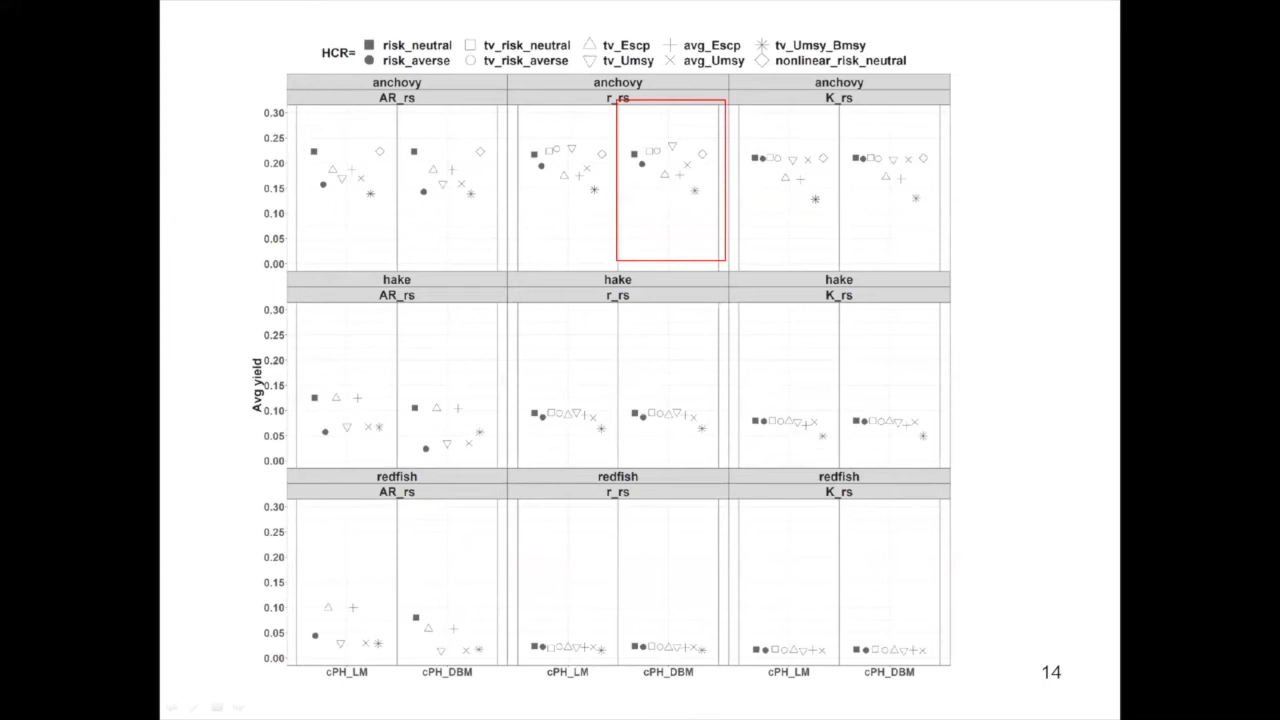 HCR= risk_neutral tv_risk_neutral tv_Escp avg_Escp tv_Umsy_Bmsy
risk_averse tv_risk_averse tv_Umsy avg_Umsy nonlinear_risk_neutral
anchovy anchovy anchovy
AR_rs r_rs K_rs
0.30
0.25
0.20
0.15
0.10
0.05
0.00
hake hake hake
AR_rs r_rs K_rs
Avg yield
0.30
0.25
0.20
0.15
0.10
0.05
0.00
redfish redfish redfish
AR_rs r_rs K_rs
0.30
0.25
0.20
0.15
0.10
0.05
0.00
cPH_LM cPH_DBM cPH_LM cPH_DBM cPH_LM cPH_DBM
14